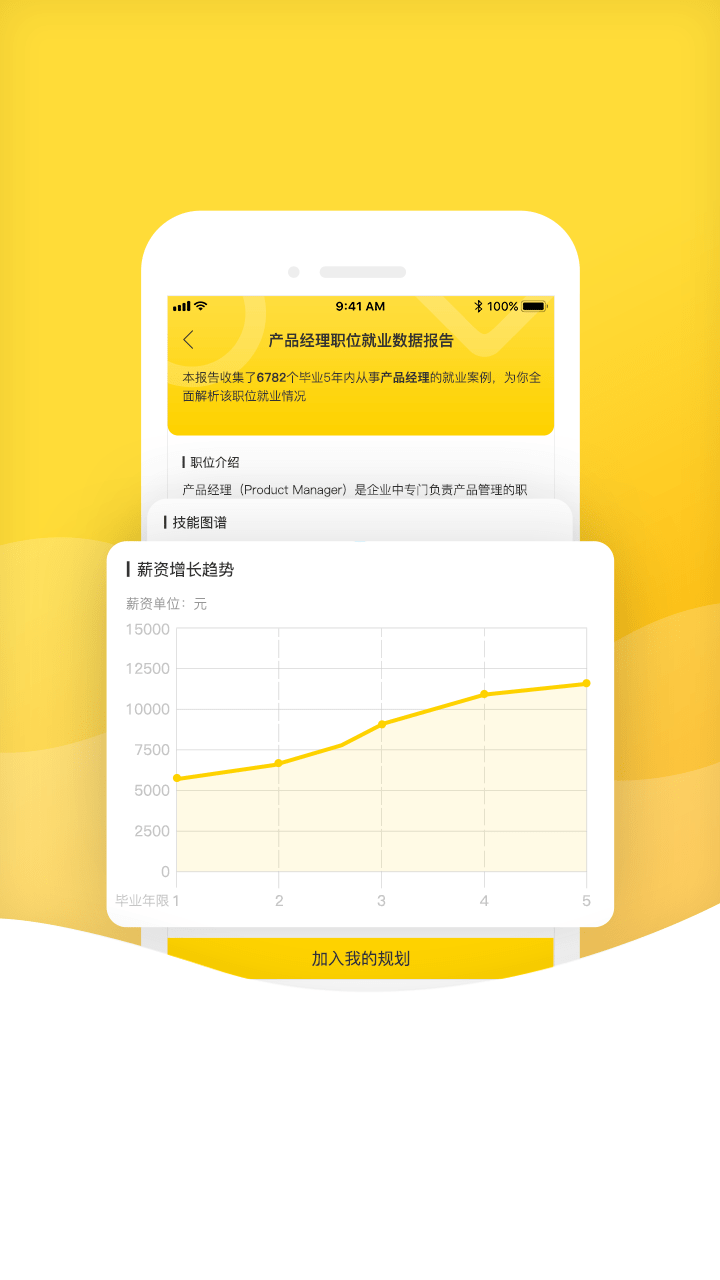 9:41 AM 100%
产品经理职位就业数据报告
本报告收集了6782个毕业5年内从事产品经理的就业案例，为你全
面解析该职位就业情况
职位介绍
产品经理（Product Manager）是企业中专门负责产品管理的职
技能图谱
薪资增长趋势
薪资单位：元
15000
12500
10000
7500
5000
2500
0
毕业年限 1 2 3 4 5
加入我的规划